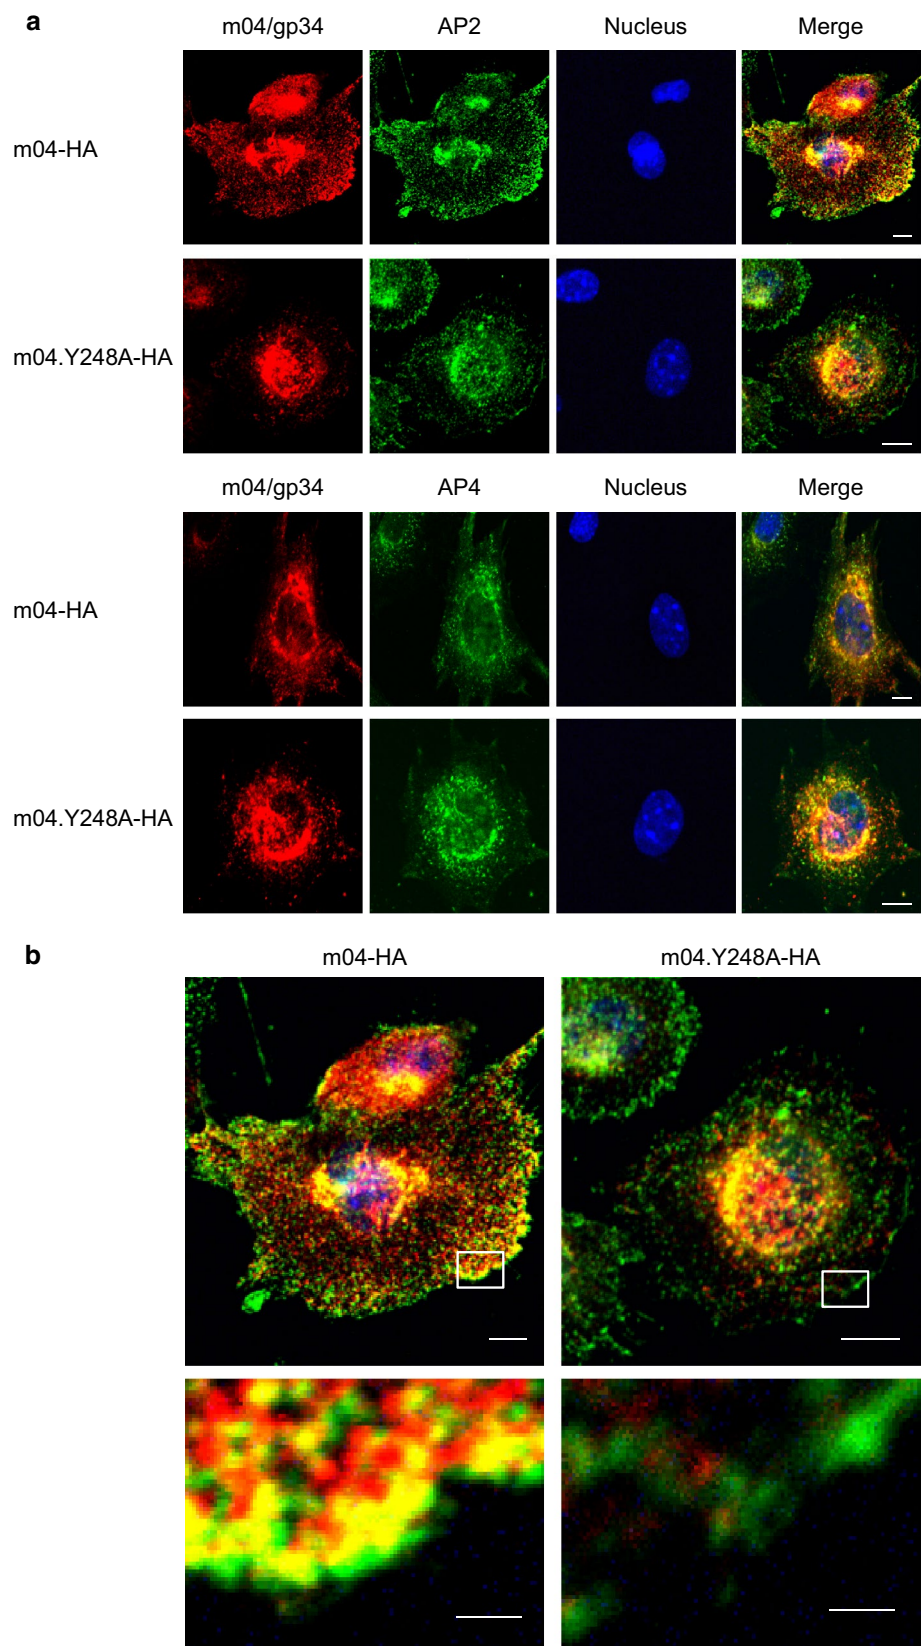 a
m04/gp34 AP2 Nucleus Merge
m04-HA
m04.Y248A-HA
m04/gp34 AP4 Nucleus Merge
m04-HA
m04.Y248A-HA
b
m04-HA m04.Y248A-HA